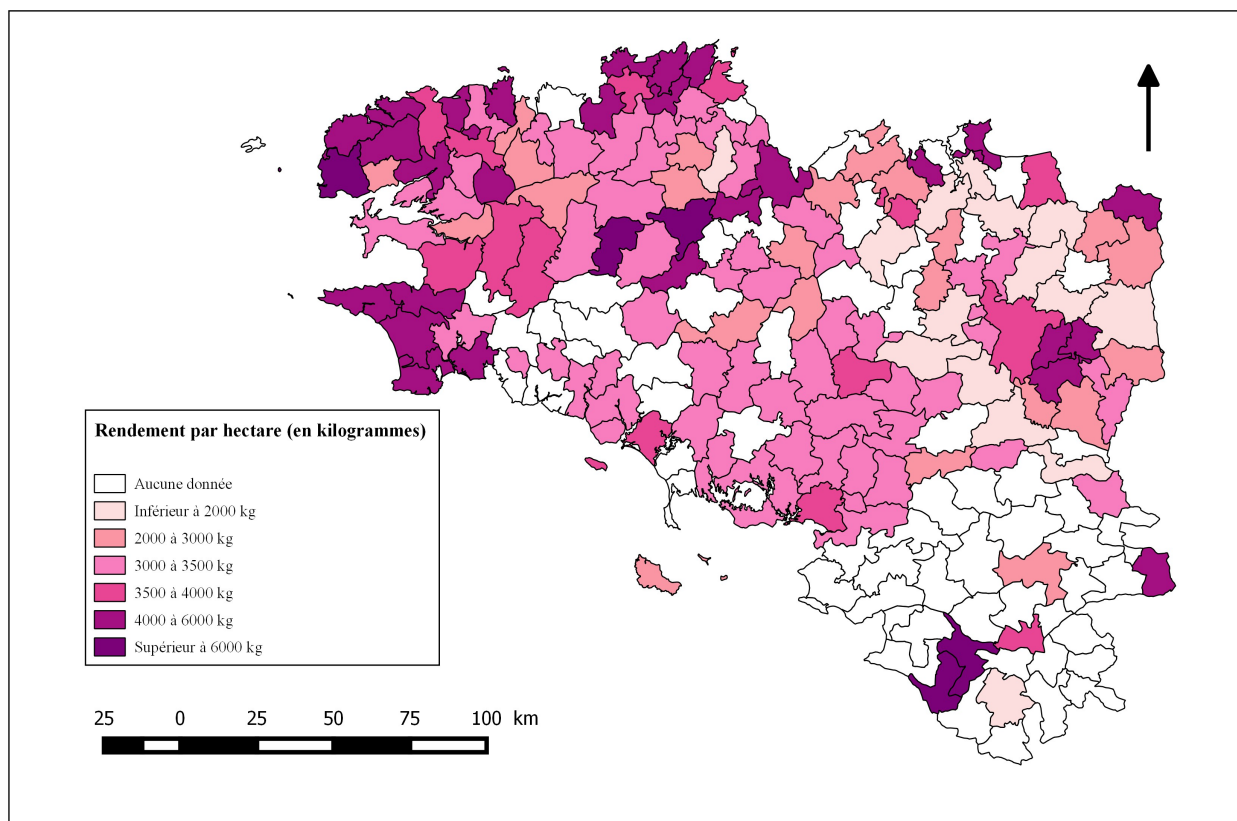 Rendement par hectare (en kilogrammes)
Aucune donnée
Inférieur à 2000 kg
2000 à 3000 kg
3000 à 3500 kg
3500 à 4000 kg
4000 à 6000 kg
Supérieur à 6000 kg
25 0 25 50 75 100 km